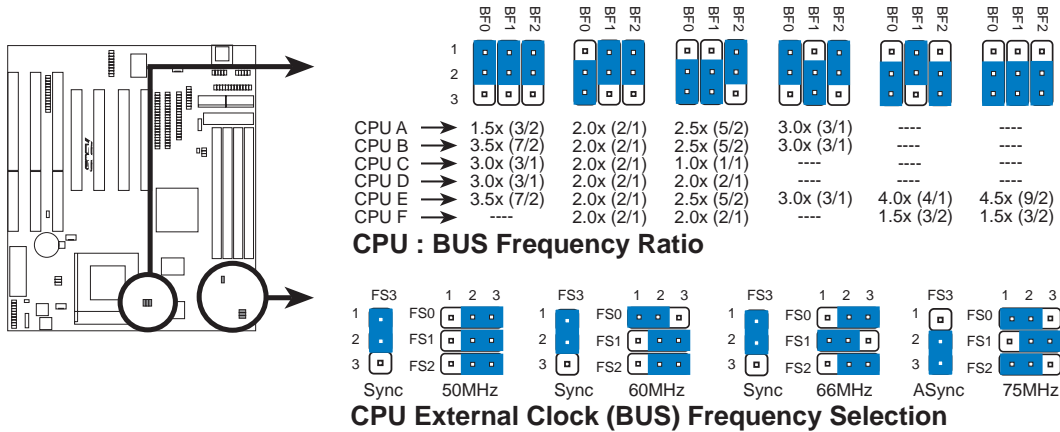 BF0 BF1 BF2 BF0 BF1 BF2 BF0 BF1 BF2 BF0 BF1 BF2 BF0 BF1 BF2 BF0 BF1 BF2
1
2
3
CPU A 1.5x (3/2) 2.0x (2/1) 2.5x (5/2) 3.0x (3/1) ---- ----
CPU B 3.5x (7/2) 2.0x (2/1) 2.5x (5/2) 3.0x (3/1) ---- ----
CPU C 3.0x (3/1) 2.0x (2/1) 1.0x (1/1) ---- ---- ----
CPU D 3.0x (3/1) 2.0x (2/1) 2.0x (2/1) ---- ---- ----
CPU E 3.5x (7/2) 2.0x (2/1) 2.5x (5/2) 3.0x (3/1) 4.0x (4/1) 4.5x (9/2)
CPU F ---- 2.0x (2/1) 2.0x (2/1) ---- 1.5x (3/2) 1.5x (3/2)
CPU : BUS Frequency Ratio
FS3 1 2 3 FS3 1 2 3 FS3 1 2 3 FS3 1 2 3
1 FS0 1 FS0 1 FS0 1 FS0
2 FS1 2 FS1 2 FS1 2 FS1
3 FS2 3 FS2 3 FS2 3 FS2
Sync 50MHz Sync 60MHz Sync 66MHz ASync 75MHz
CPU External Clock (BUS) Frequency Selection